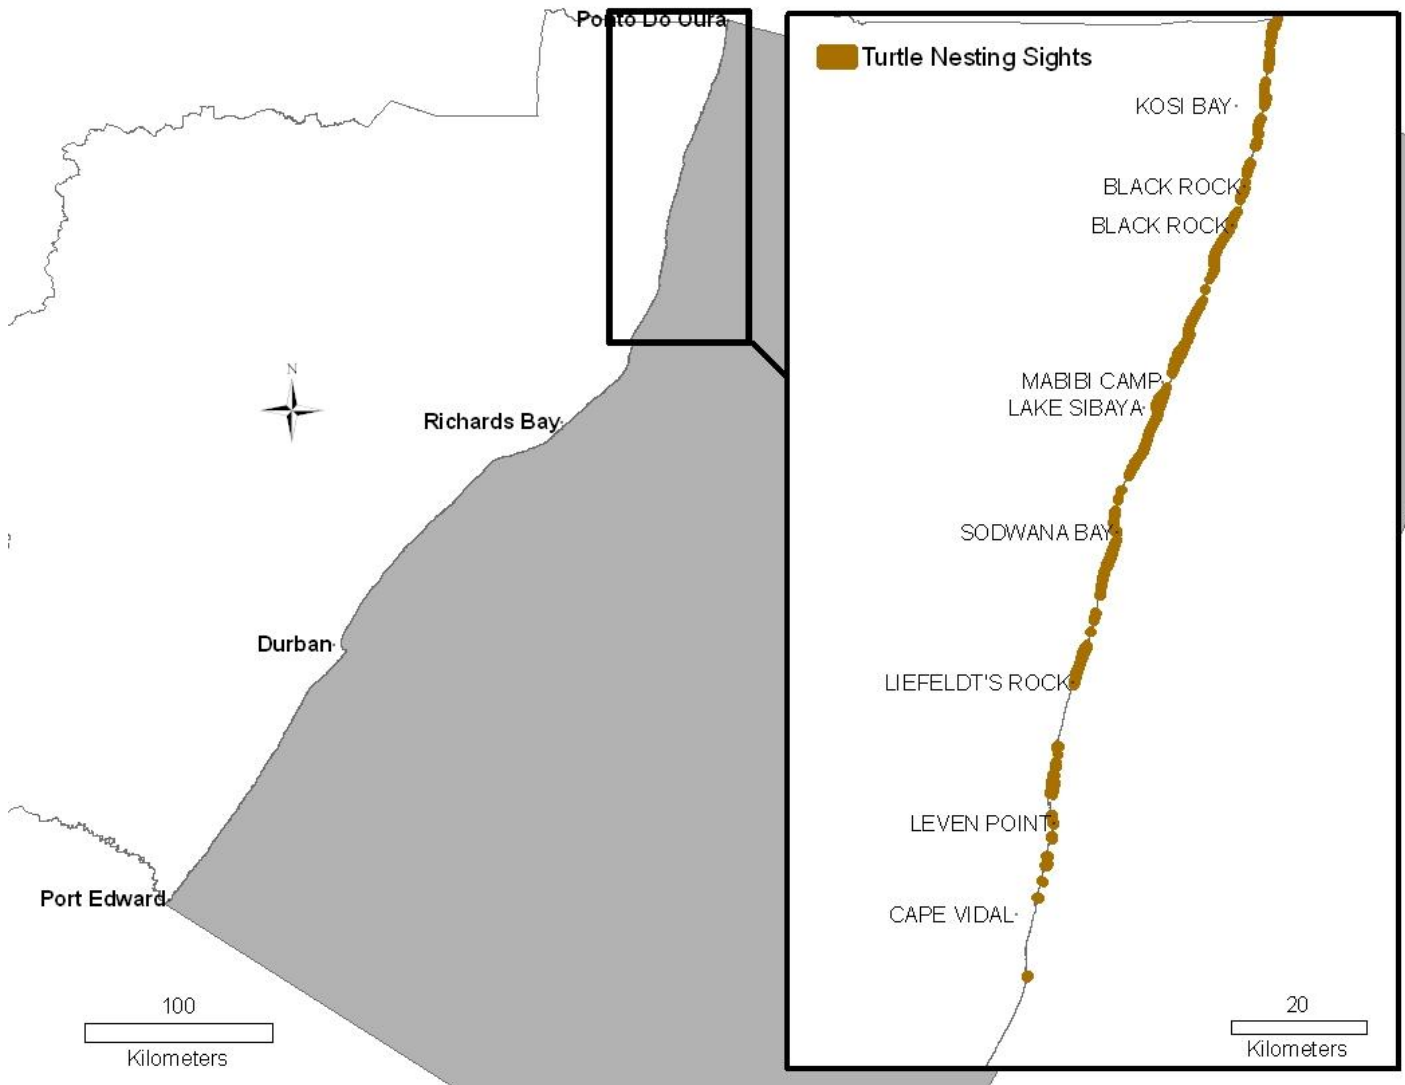 Ponto Do Oura
Turtle Nesting Sights
KOSI BAY
BLACK ROCK
BLACK ROCK
MABIBI CAMP
LAKE SIBAYA
SODWANA BAY
LIEFELDT'S ROCK
LEVEN POINT
CAPE VIDAL
20
Kilometers
N
Richards Bay
Durban
Port Edward
100
Kilometers